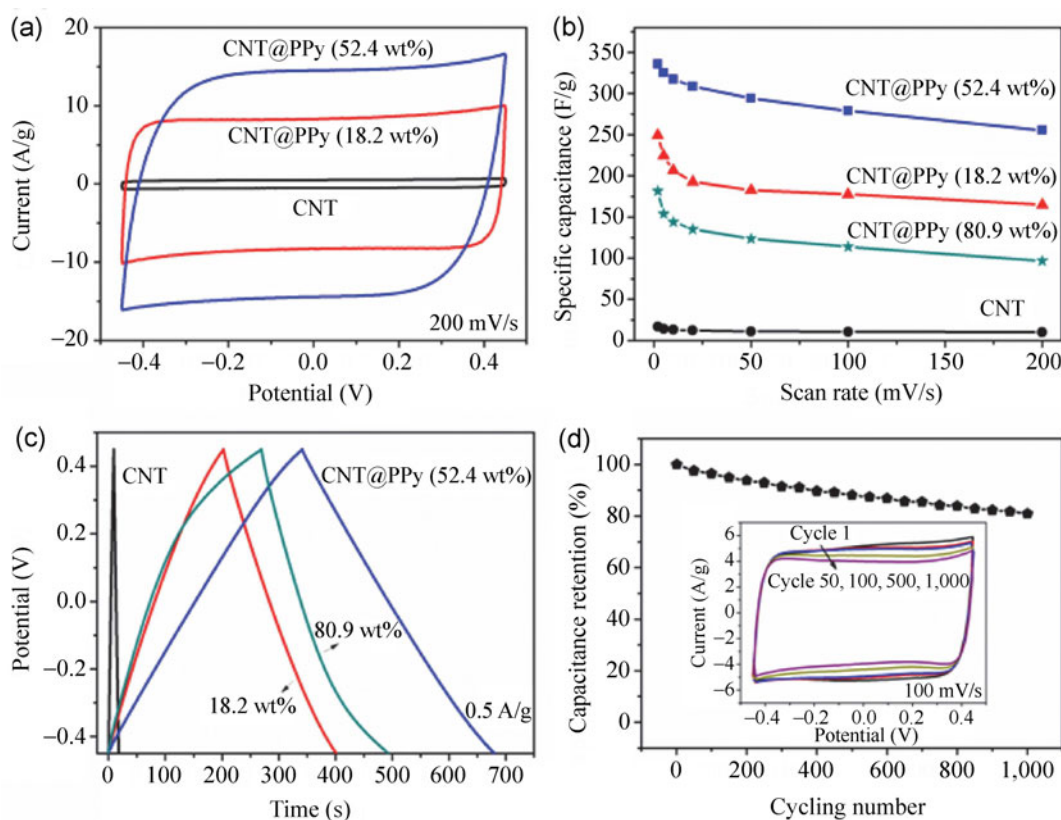 (a)
20
10
0
−10
−20
Current (A/g)
CNT@PPy (52.4 wt%)
CNT@PPy (18.2 wt%)
CNT
200 mV/s
−0.4 −0.2 0.0 0.2 0.4
Potential (V)
(b)
350
300
250
200
150
100
50
0
Specific capacitance (F/g)
CNT@PPy (52.4 wt%)
CNT@PPy (18.2 wt%)
CNT@PPy (80.9 wt%)
CNT
0 50 100 150 200
Scan rate (mV/s)
(c)
0.4
0.2
0.0
−0.2
−0.4
Potential (V)
CNT
CNT@PPy (52.4 wt%)
80.9 wt%
18.2 wt%
0.5 A/g
0 100 200 300 400 500 600 700
Time (s)
(d)
100
80
60
40
20
0
Capacitance retention (%)
6
4
2
0
−2
−4
−6
Current (A/g)
Cycle 1
Cycle 50, 100, 500, 1,000
100 mV/s
−0.4 −0.2 0.0 0.2 0.4
Potential (V)
0 200 400 600 800 1,000
Cycling number